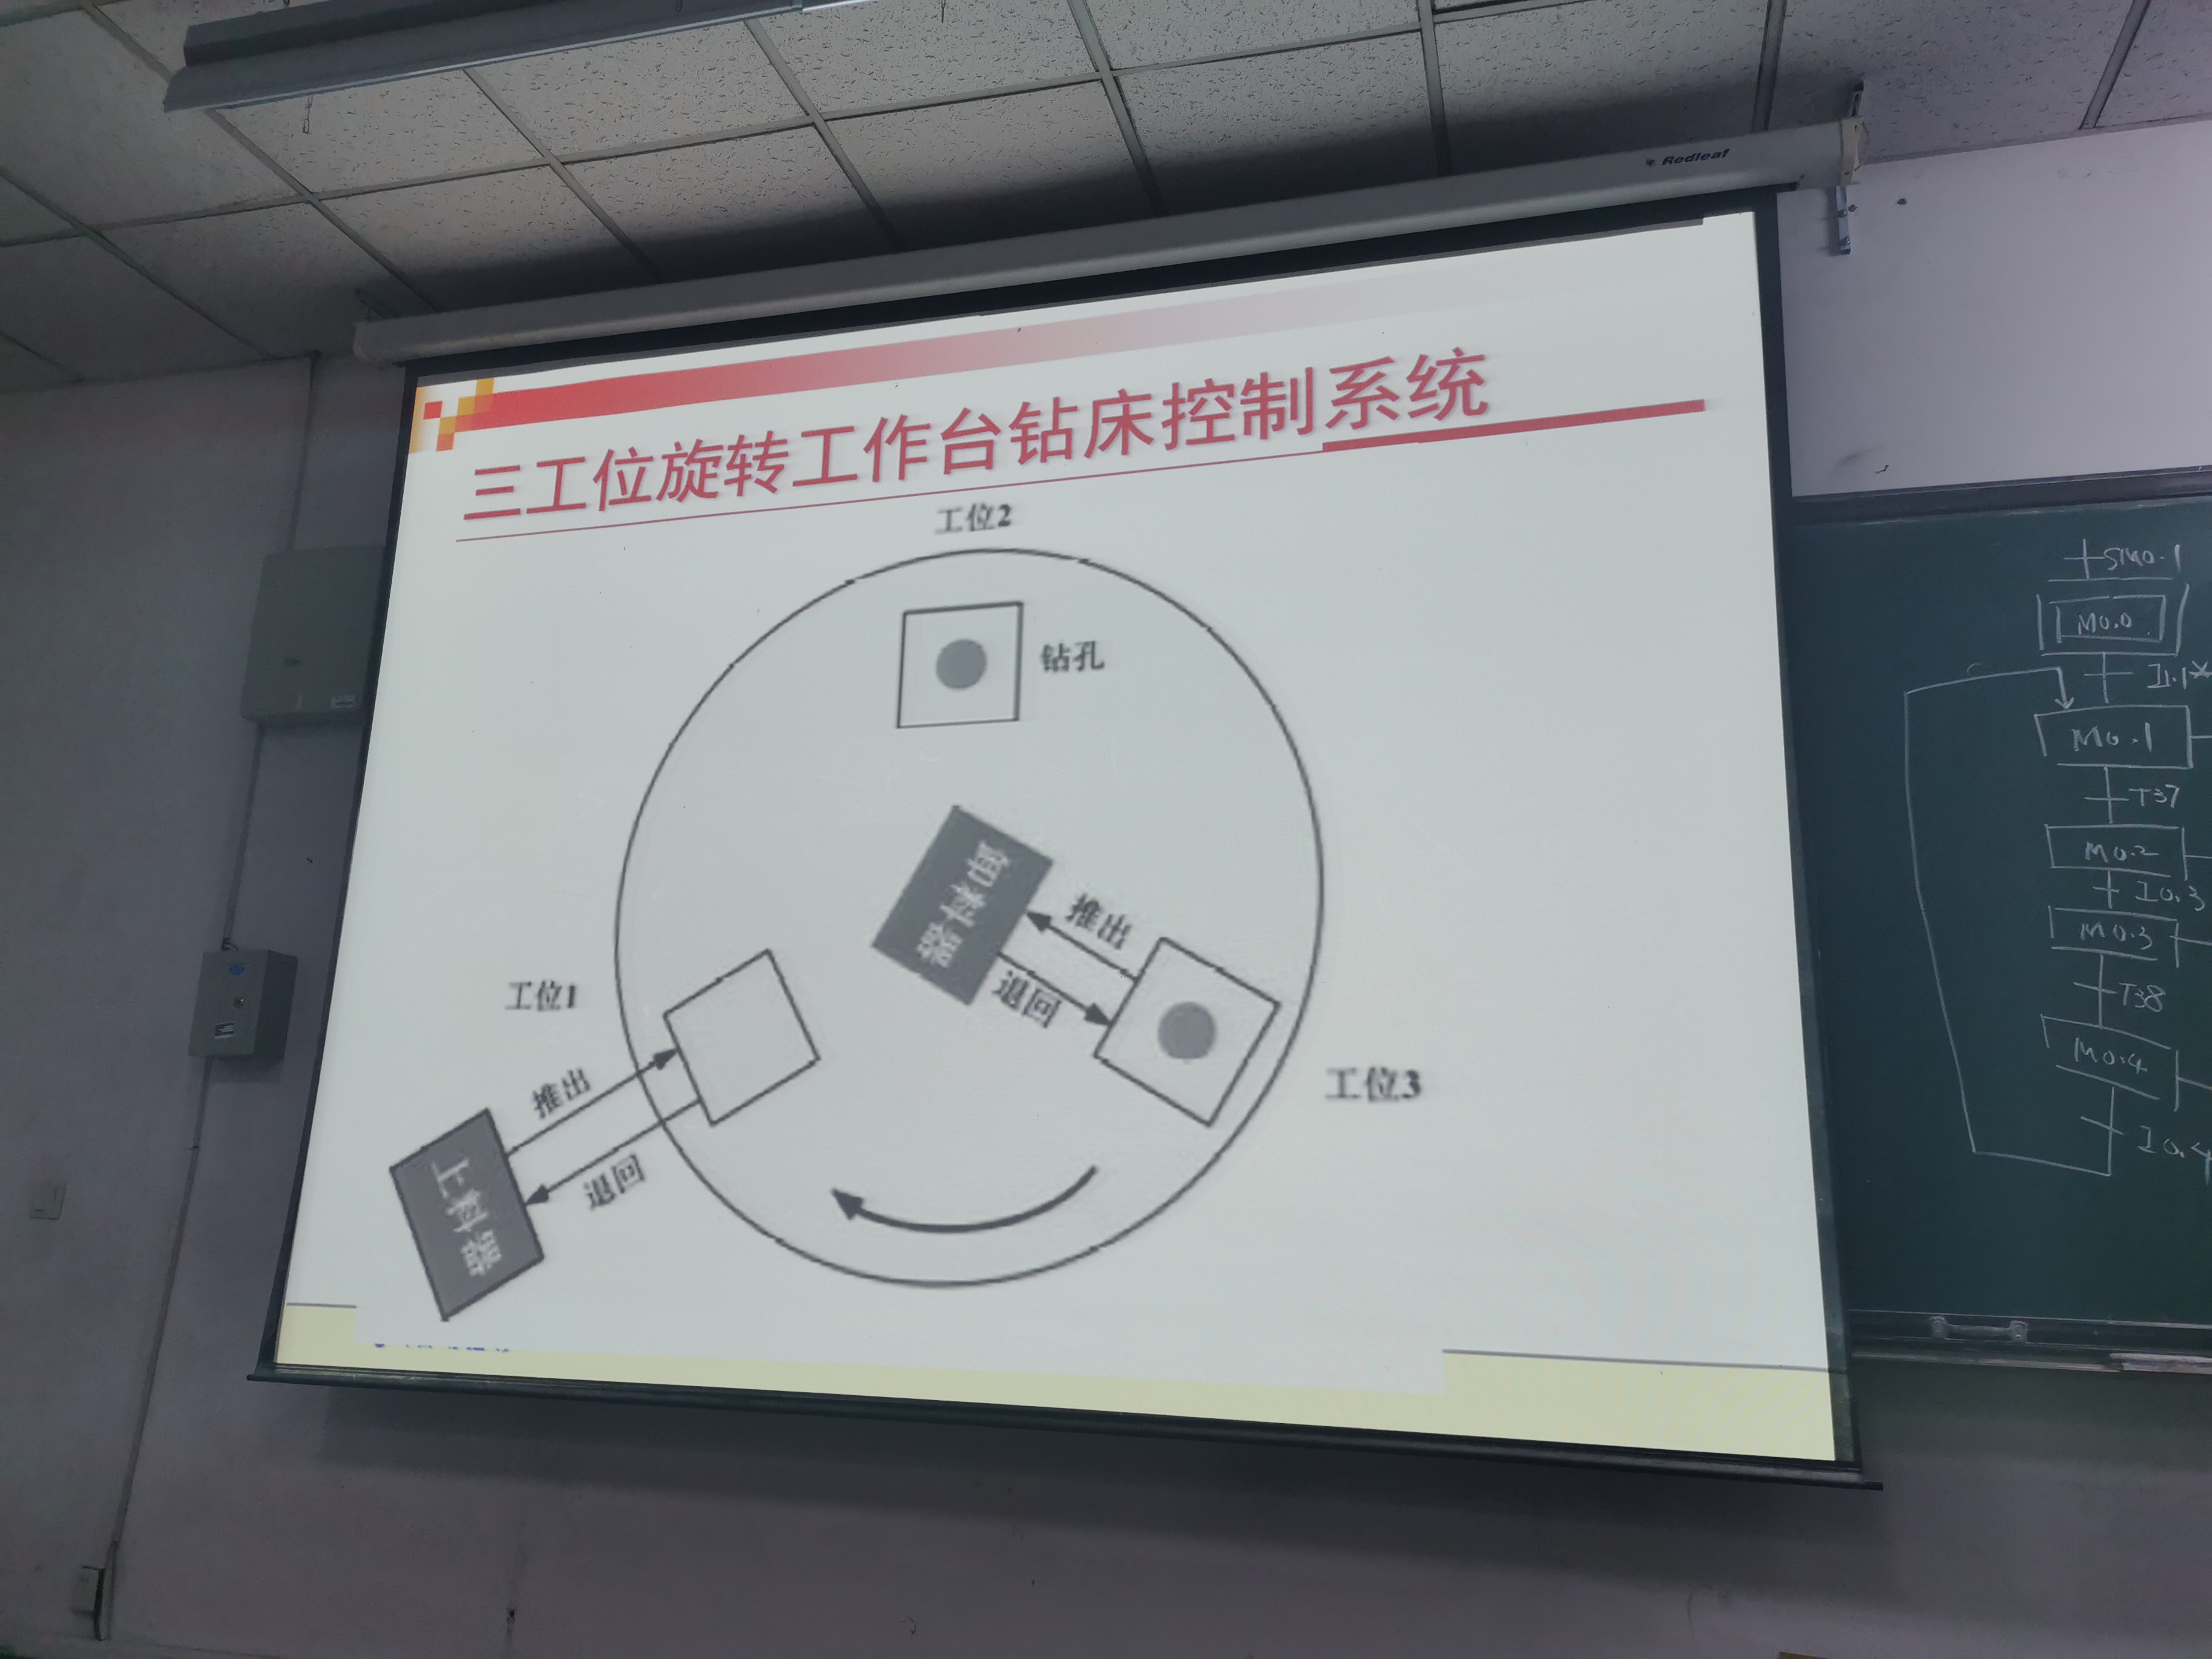 Redleaf
三工位旋转工作台钻床控制系统
工位2
钻孔
卸料器
推出
退回
工位1
工位3
推出
退回
上料器
SM0.1
M0.0
I1.1*
M0.1
T37
M0.2
I0.3
M0.3
T38
M0.4
I0.4